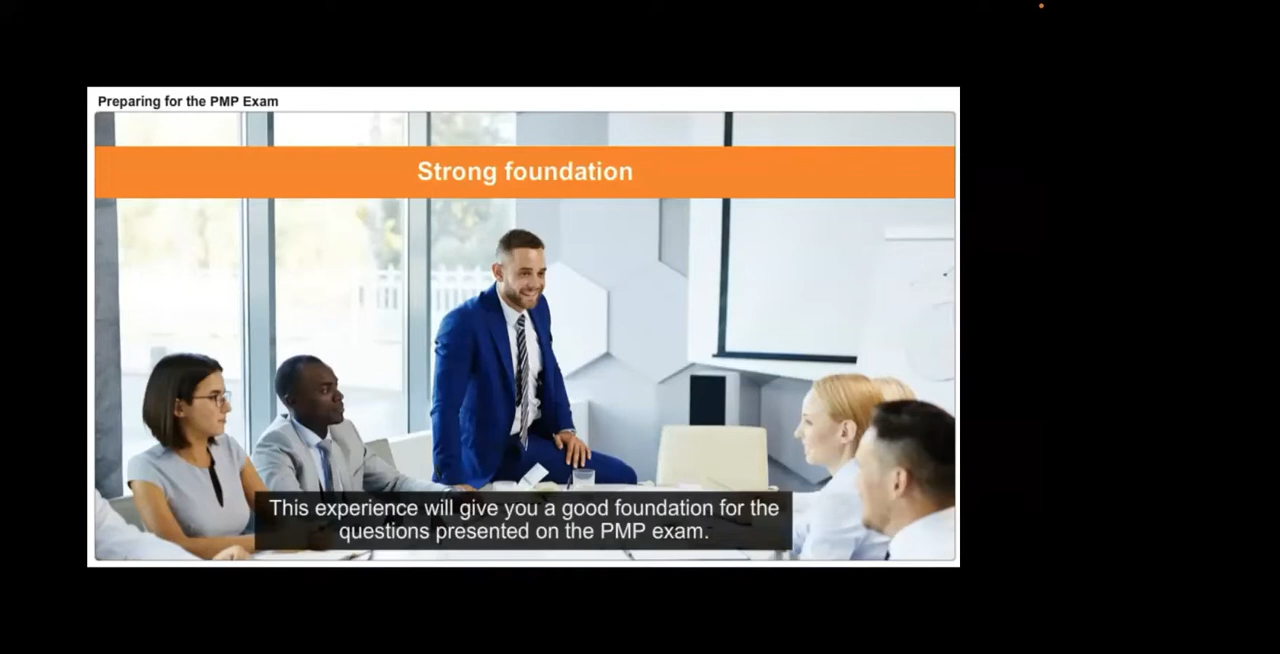 Preparing for the PMP Exam
Strong foundation
This experience will give you a good foundation for the
questions presented on the PMP exam.